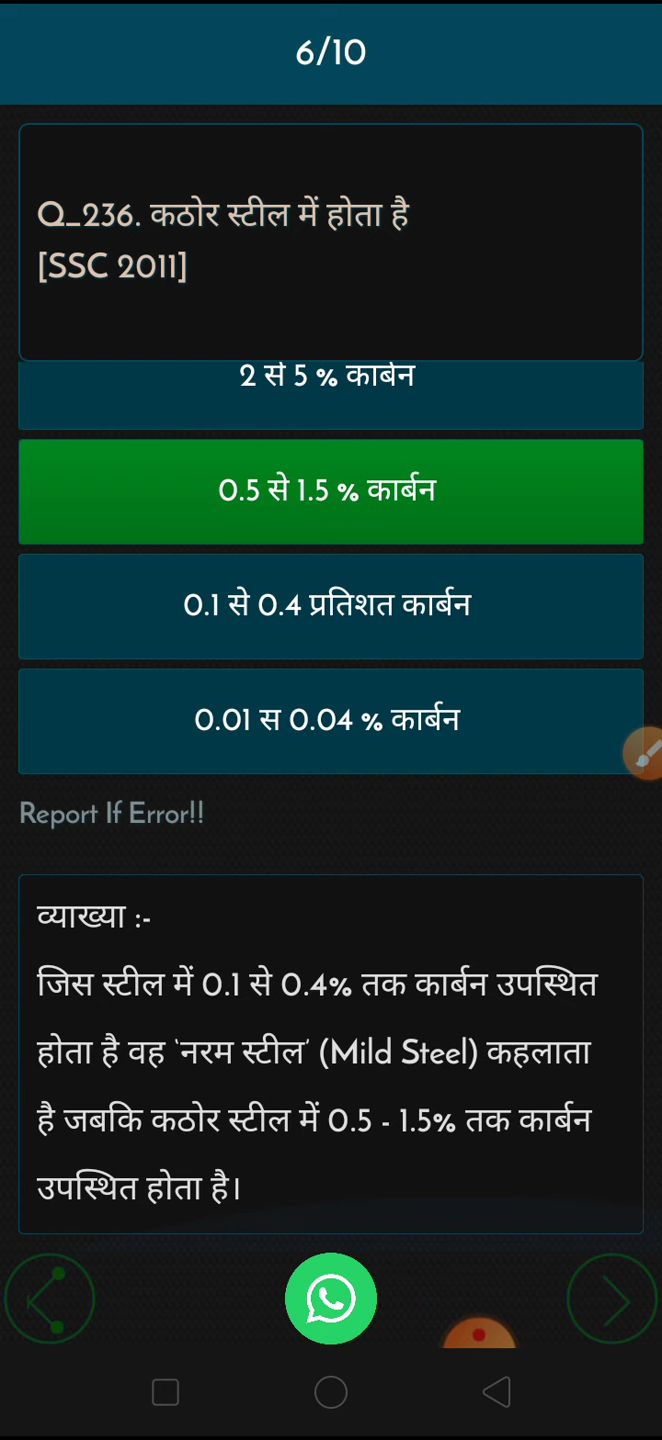 6/10
Q_236. कठोर स्टील में होता है
[SSC 2011]
2 से 5 % कार्बन
0.5 से 1.5 % कार्बन
0.1 से 0.4 प्रतिशत कार्बन
0.01 स 0.04 % कार्बन
Report If Error!!
व्याख्या :-
जिस स्टील में 0.1 से 0.4% तक कार्बन उपस्थित
होता है वह 'नरम स्टील' (Mild Steel) कहलाता
है जबकि कठोर स्टील में 0.5 - 1.5% तक कार्बन
उपस्थित होता है।